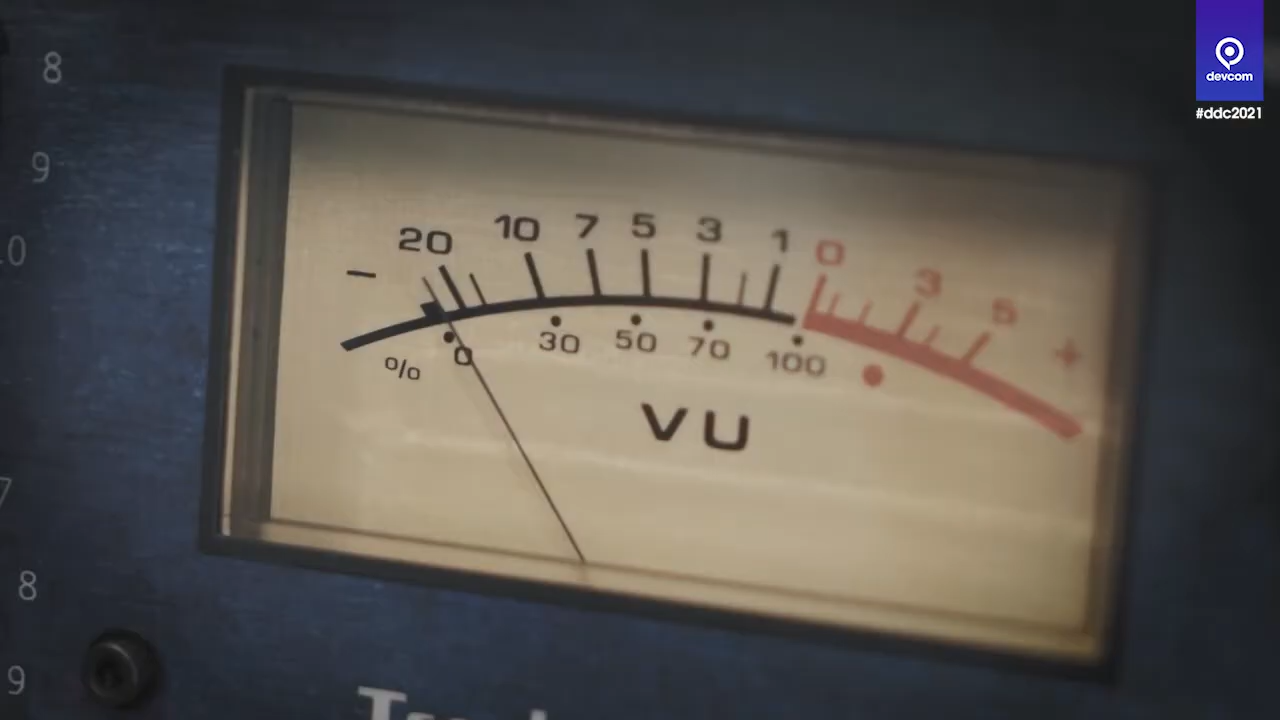 devcom
#ddc2021
8
9
8
9
20 10 7 5 3 1 0 3 5 +
−
% 0 30 50 70 100
VU